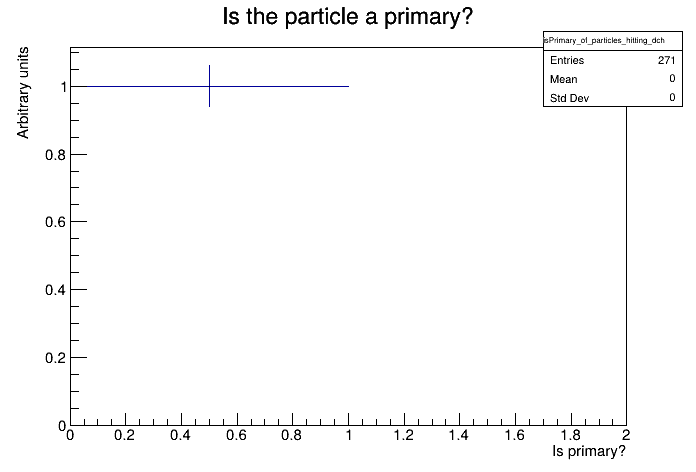 Is the particle a primary?
sPrimary_of_particles_hitting_dch
Entries 271
Mean 0
Std Dev 0
Arbitrary units
1
0.8
0.6
0.4
0.2
0
0 0.2 0.4 0.6 0.8 1 1.2 1.4 1.6 1.8 2
Is primary?